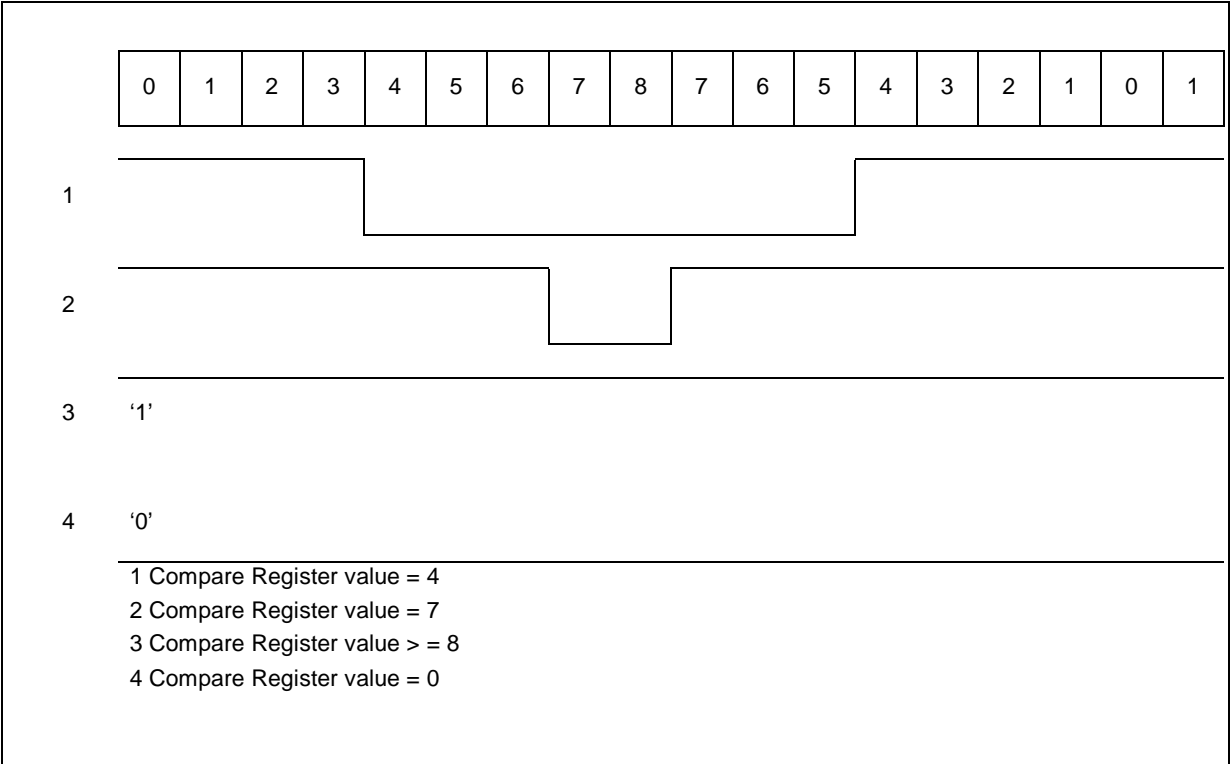 0 1 2 3 4 5 6 7 8 7 6 5 4 3 2 1 0 1
1
2
3 ‘1’
4 ‘0’
1 Compare Register value = 4
2 Compare Register value = 7
3 Compare Register value > = 8
4 Compare Register value = 0